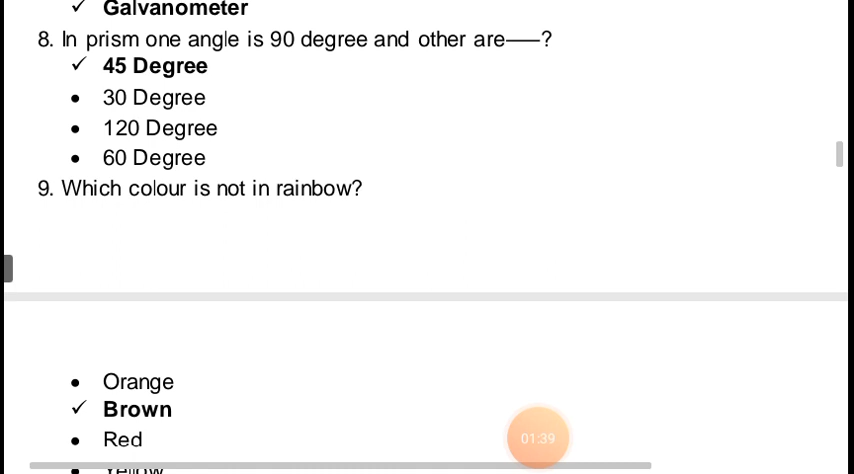 ✓ Galvanometer
8. In prism one angle is 90 degree and other are——?
✓ 45 Degree
• 30 Degree
• 120 Degree
• 60 Degree
9. Which colour is not in rainbow?
• Orange
✓ Brown
• Red
01:39
• Yellow